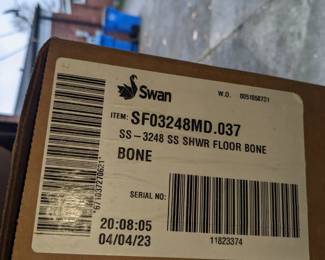 Swan
W.O. 0051056731
ITEM: SF03248MD.037
SS-3248 SS SHWR FLOOR BONE
BONE
SERIAL NO:
20:08:05
04/04/23
11823374